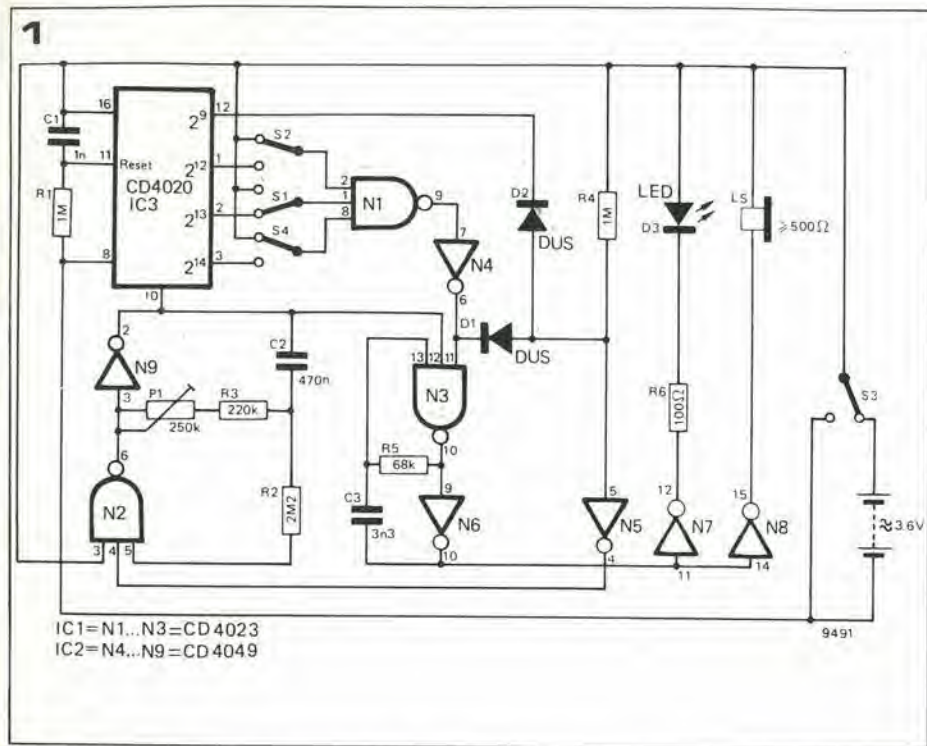 1
16
12
2⁹
C1
S2
1n
11
Reset
2¹²
1
CD4020
IC3
R1
1M
2
1
8
N1
9
S1
2¹³
2
S4
8
2¹⁴
3
10
7
N4
6
D2
DUS
R4
1M
LED
D3
LS
⩾500Ω
2
N9
3
C2
470n
D1
DUS
13
12
11
N3
10
P1
250k
R3
220k
R6
100Ω
S3
6
N2
3
4
5
R2
2M2
R5
68k
C3
3n3
9
N6
10
5
N5
4
12
N7
11
15
N8
14
≈3.6V
9491
IC1=N1...N3=CD4023
IC2=N4...N9=CD4049